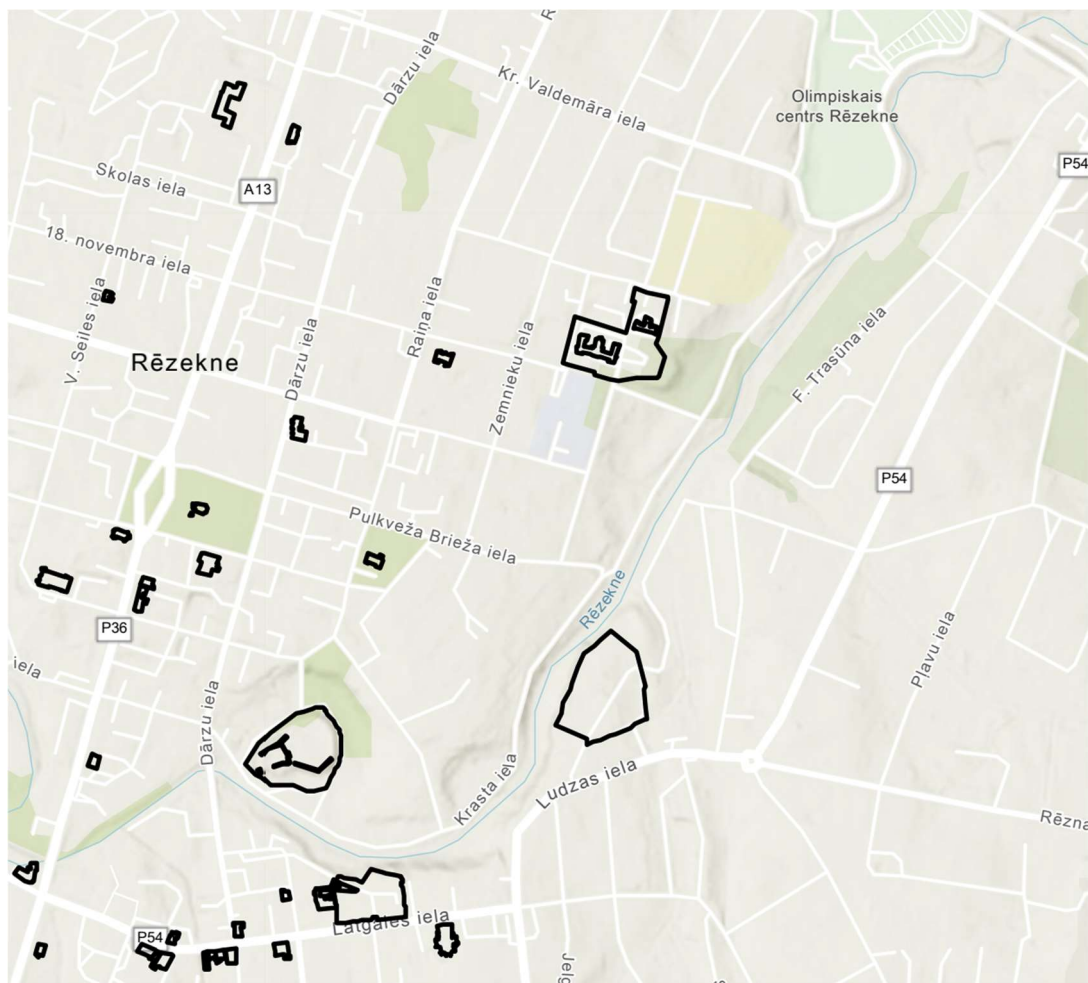 Dārzu iela
Kr. Valdemāra iela
Olimpiskais
centrs Rēzekne
P54
Skolas iela
A13
18. novembra iela
V. Seiles iela
Rēzekne
Dārzu iela
Raiņa iela
Zemnieku iela
F. Trasūna iela
P54
Pulkveža Brieža iela
Rēzekne
P36
iela
Pļavu iela
Dārzu iela
Krasta iela
Ludzas iela
Rēzna
Latgales iela
P54
Jelg